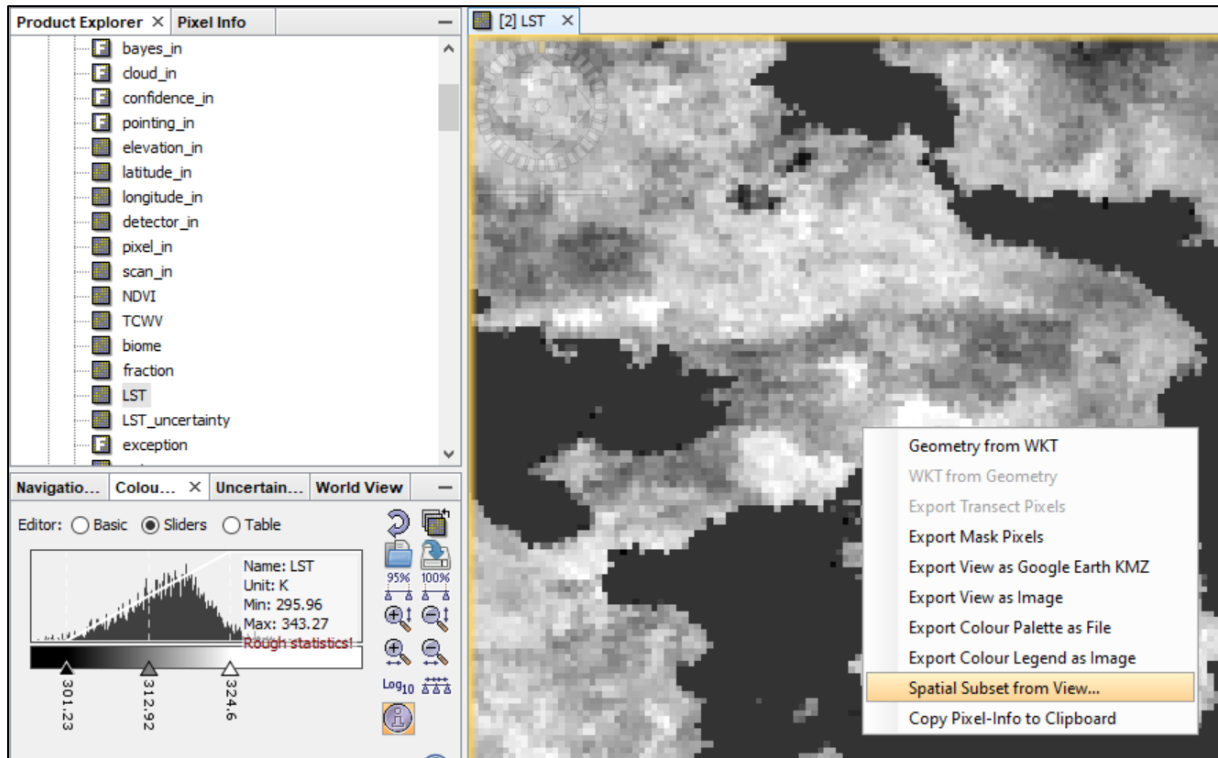 Product Explorer
Pixel Info
[2] LST
bayes_in
cloud_in
confidence_in
pointing_in
elevation_in
latitude_in
longitude_in
detector_in
pixel_in
scan_in
NDVI
TCWV
biome
fraction
LST
LST_uncertainty
exception
Navigatio...
Colou...
Uncertain...
World View
Editor: Basic Sliders Table
Name: LST
Unit: K
Min: 295.96
Max: 343.27
Rough statistics!
95% 100%
Log10
301.23
312.92
324.6
Geometry from WKT
WKT from Geometry
Export Transect Pixels
Export Mask Pixels
Export View as Google Earth KMZ
Export View as Image
Export Colour Palette as File
Export Colour Legend as Image
Spatial Subset from View...
Copy Pixel-Info to Clipboard